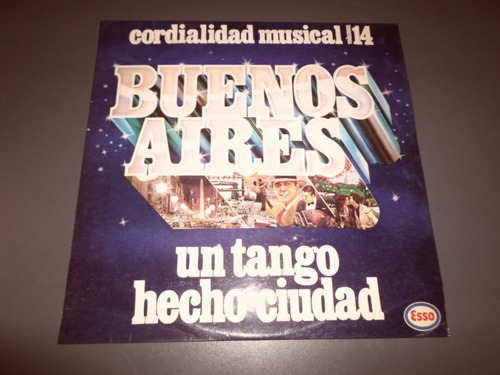 cordialidad musical 14
BUENOS
AIRES
un tango
hecho ciudad
Esso